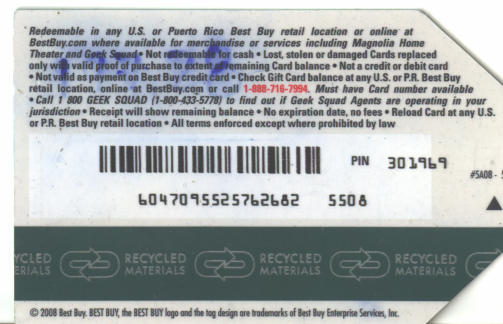 Redeemable in any U.S. or Puerto Rico Best Buy retail location or online at
BestBuy.com where available for merchandise or services including Magnolia Home
Theater and Geek Squad • Not redeemable for cash • Lost, stolen or damaged Cards replaced
only with valid proof of purchase to extent of remaining Card balance • Not a credit or debit card
• Not valid as payment on Best Buy credit card • Check Gift Card balance at any U.S. or P.R. Best Buy
retail location, online at BestBuy.com or call 1-888-716-7994. Must have Card number available
• Call 1 800 GEEK SQUAD (1-800-433-5778) to find out if Geek Squad Agents are operating in your
jurisdiction • Receipt will show remaining balance • No expiration date, no fees • Reload Card at any U.S.
or P.R. Best Buy retail location • All terms enforced except where prohibited by law
PIN 301969
#5A08 -
6047095525762682 5508
RECYCLED MATERIALS
RECYCLED MATERIALS
© 2008 Best Buy. BEST BUY, the BEST BUY logo and the tag design are trademarks of Best Buy Enterprise Services, Inc.